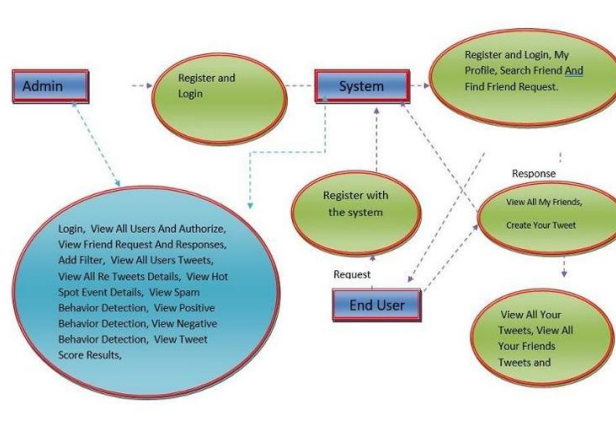 Admin
Register and
Login
System
Register and Login, My
Profile, Search Friend And
Find Friend Request.
Response
Register with
the system
View All My Friends,
Create Your Tweet
Login, View All Users And Authorize,
View Friend Request And Responses,
Add Filter, View All Users Tweets,
View All Re Tweets Details, View Hot
Spot Event Details, View Spam
Behavior Detection, View Positive
Behavior Detection, View Negative
Behavior Detection, View Tweet
Score Results,
Request
End User
View All Your
Tweets, View All
Your Friends
Tweets and